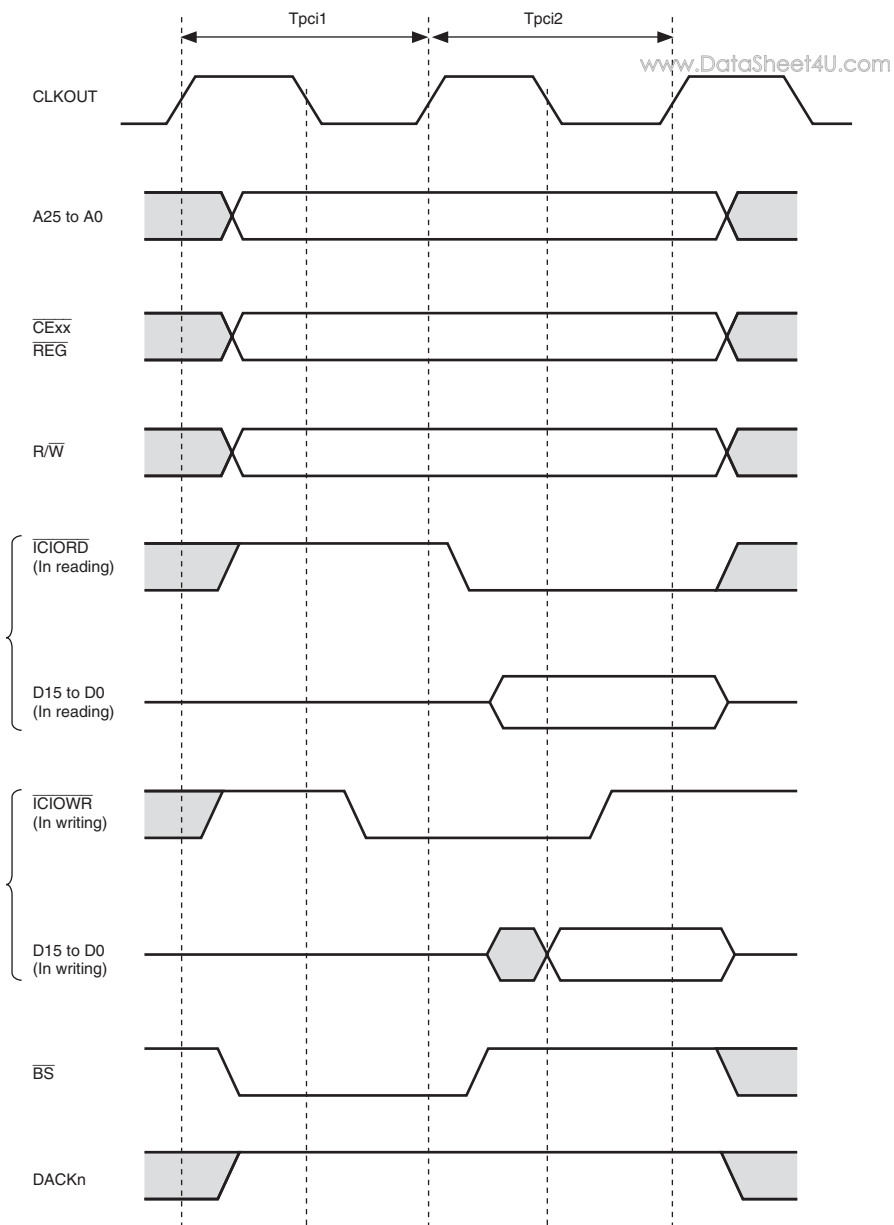 Tpci1
Tpci2
www.DataSheet4U.com
CLKOUT
A25 to A0
CExx
REG
R/W
ICIORD
(In reading)
D15 to D0
(In reading)
ICIOWR
(In writing)
D15 to D0
(In writing)
BS
DACKn